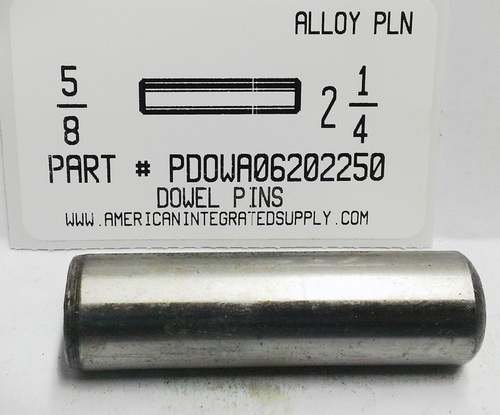 ALLOY PLN
5/8
2 1/4
PART # PDOWA06202250
DOWEL PINS
WWW.AMERICANINTEGRATEDSUPPLY.COM